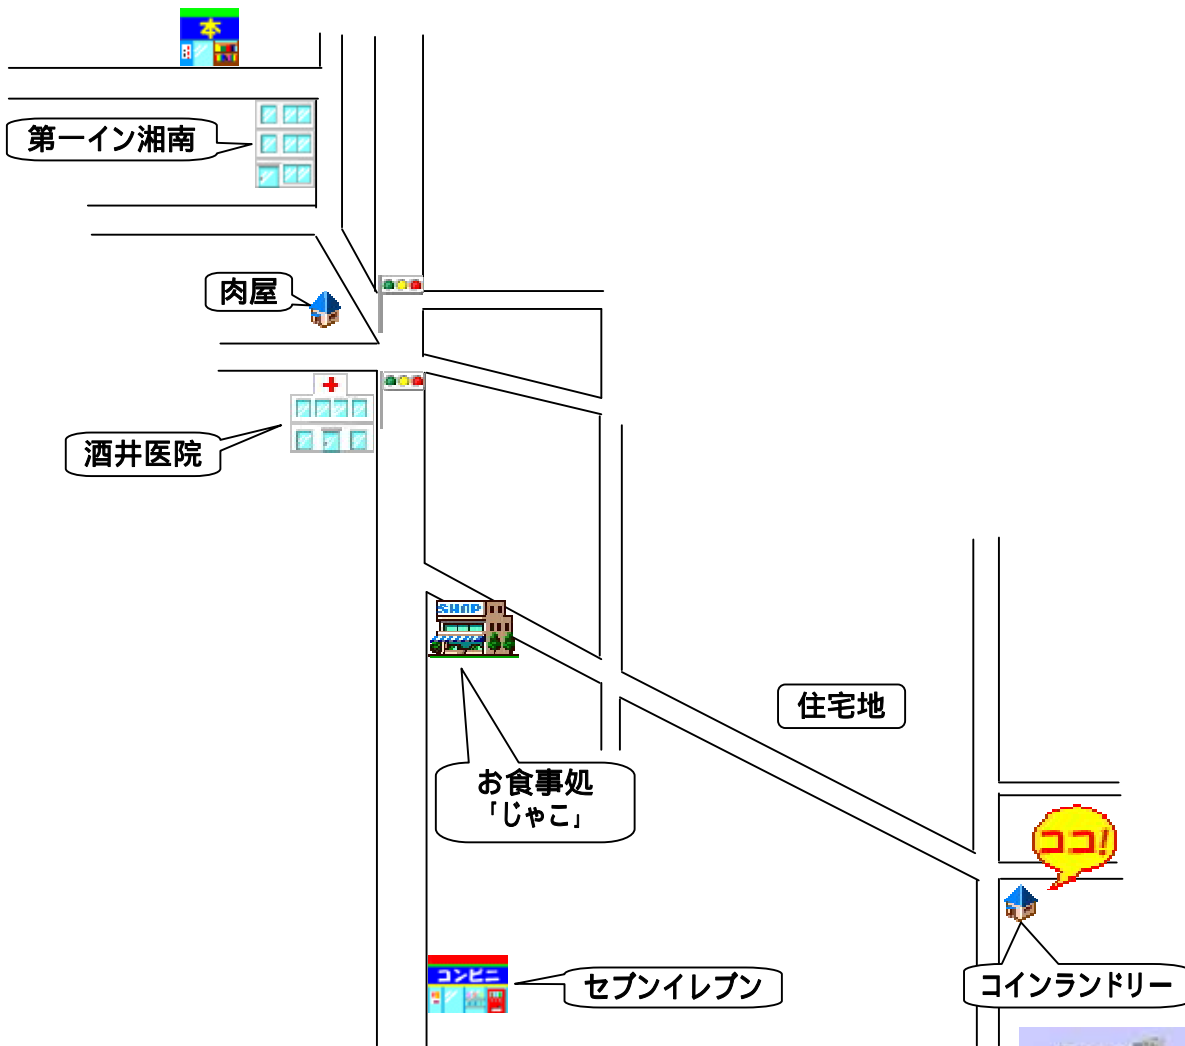 本
第一イン湘南
肉屋
酒井医院
SHOP
住宅地
お食事処
「じゃこ」
ココ!
コンビニ
セブンイレブン
コインランドリー